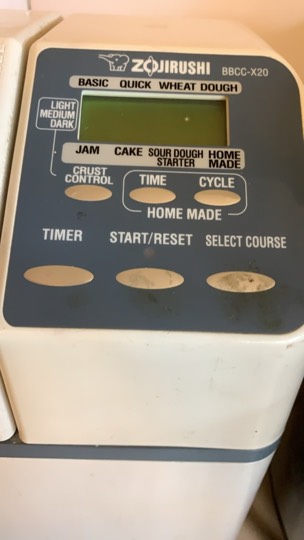 ZOJIRUSHI BBCC-X20
BASIC QUICK WHEAT DOUGH
LIGHT
MEDIUM
DARK
JAM CAKE SOUR DOUGH STARTER HOME MADE
CRUST CONTROL
TIME CYCLE
HOME MADE
TIMER START/RESET SELECT COURSE